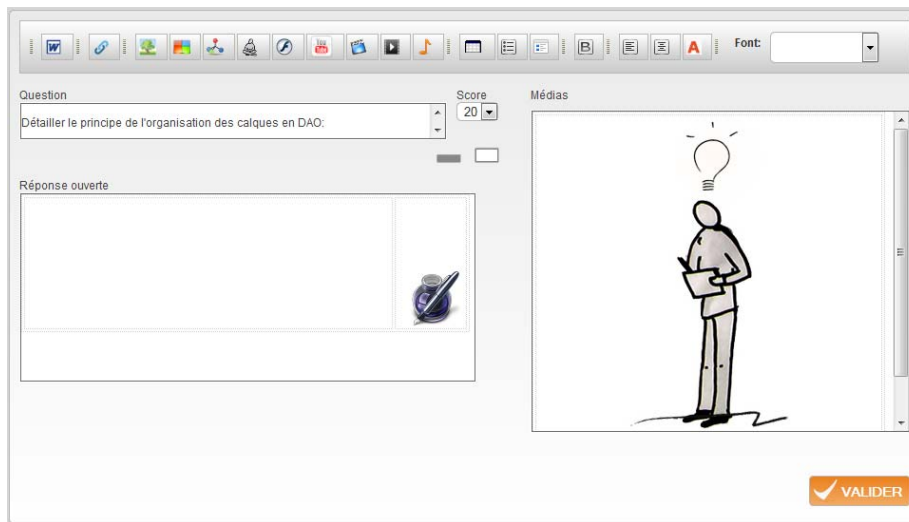 Font:
Question
Score
Médias
Détailler le principe de l'organisation des calques en DAO:
20
Réponse ouverte
VALIDER